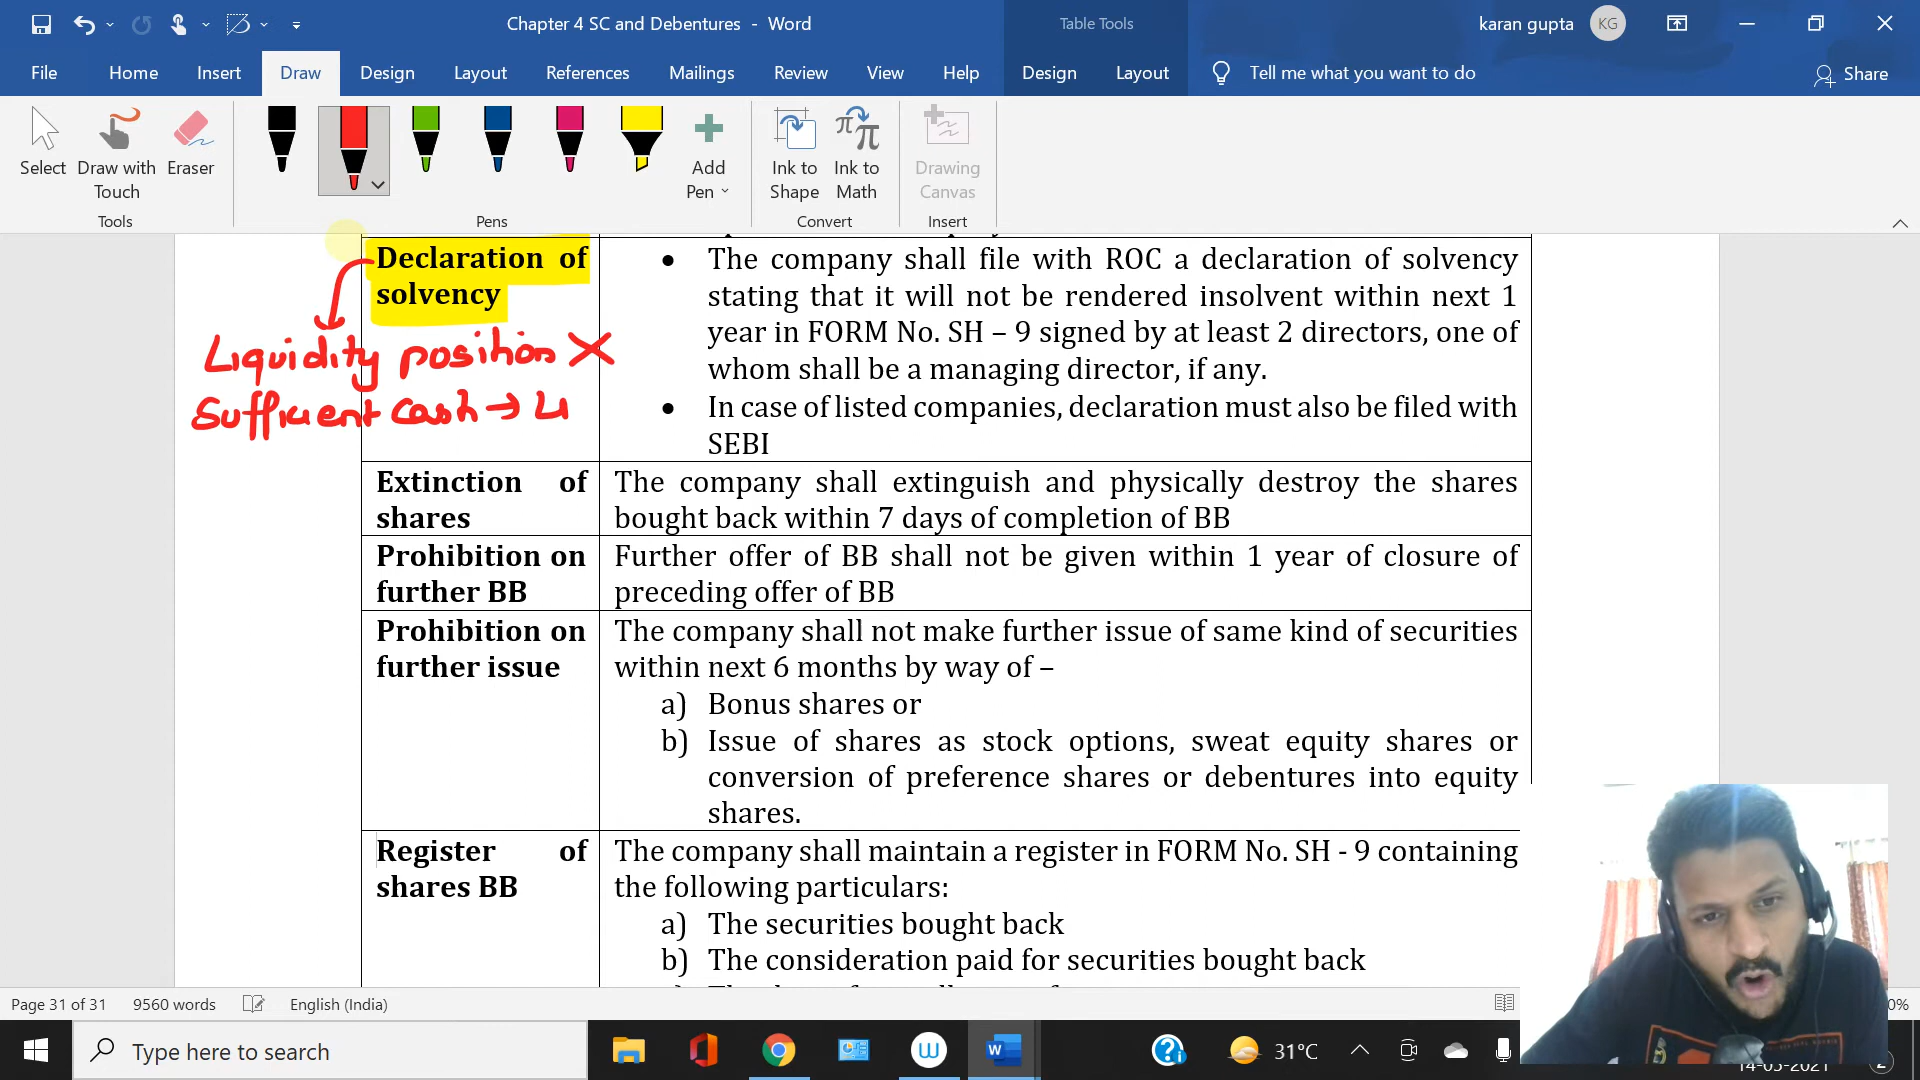 Chapter 4 SC and Debentures - Word
Table Tools
karan gupta
KG
File
Home
Insert
Draw
Design
Layout
References
Mailings
Review
View
Help
Design
Layout
Tell me what you want to do
Share
Select
Draw with Touch
Eraser
Add Pen
Ink to Shape
Ink to Math
Drawing Canvas
Tools
Pens
Convert
Insert
Declaration of
solvency
Liquidity position
Sufficient cash → 4
• The company shall file with ROC a declaration of solvency
stating that it will not be rendered insolvent within next 1
year in FORM No. SH – 9 signed by at least 2 directors, one of
whom shall be a managing director, if any.
• In case of listed companies, declaration must also be filed with
SEBI
Extinction of
shares
The company shall extinguish and physically destroy the shares
bought back within 7 days of completion of BB
Prohibition on
further BB
Further offer of BB shall not be given within 1 year of closure of
preceding offer of BB
Prohibition on
further issue
The company shall not make further issue of same kind of securities
within next 6 months by way of –
a) Bonus shares or
b) Issue of shares as stock options, sweat equity shares or
conversion of preference shares or debentures into equity
shares.
Register of
shares BB
The company shall maintain a register in FORM No. SH - 9 containing
the following particulars:
a) The securities bought back
b) The consideration paid for securities bought back
Page 31 of 31
9560 words
English (India)
0%
Type here to search
31°C